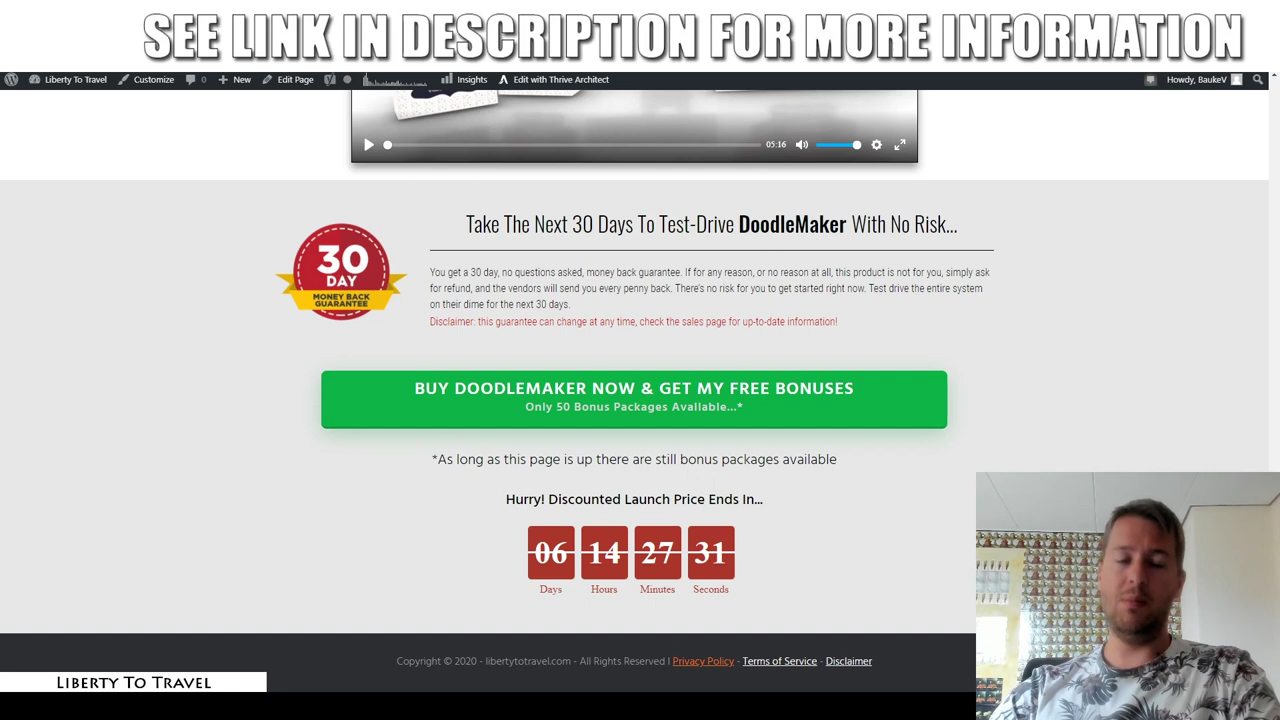 SEE LINK IN DESCRIPTION FOR MORE INFORMATION
Liberty To Travel Customize 0 New Edit Page Insights Edit with Thrive Architect Howdy, BaukeV
05:16
Take The Next 30 Days To Test-Drive DoodleMaker With No Risk...
30
DAY
MONEY BACK
GUARANTEE
You get a 30 day, no questions asked, money back guarantee. If for any reason, or no reason at all, this product is not for you, simply ask
for refund, and the vendors will send you every penny back. There's no risk for you to get started right now. Test drive the entire system
on their dime for the next 30 days.
Disclaimer: this guarantee can change at any time, check the sales page for up-to-date information!
BUY DOODLEMAKER NOW & GET MY FREE BONUSES
Only 50 Bonus Packages Available...*
*As long as this page is up there are still bonus packages available
Hurry! Discounted Launch Price Ends In...
06 14 27 31
Days Hours Minutes Seconds
Copyright © 2020 - libertytotravel.com - All Rights Reserved I Privacy Policy - Terms of Service - Disclaimer
LIBERTY TO TRAVEL